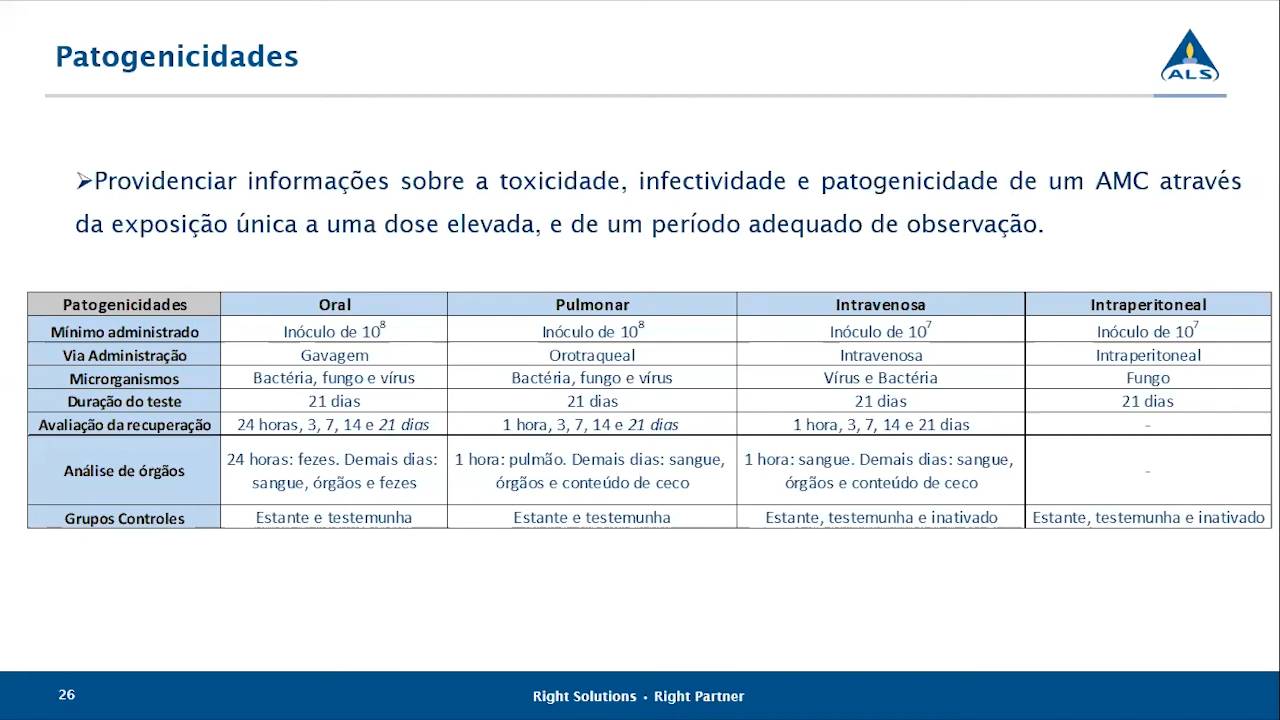 Patogenicidades
ALS
➢Providenciar informações sobre a toxicidade, infectividade e patogenicidade de um AMC através
da exposição única a uma dose elevada, e de um período adequado de observação.
Patogenicidades Oral Pulmonar Intravenosa Intraperitoneal
Mínimo administrado Inóculo de 10⁸ Inóculo de 10⁸ Inóculo de 10⁷ Inóculo de 10⁷
Via Administração Gavagem Orotraqueal Intravenosa Intraperitoneal
Microrganismos Bactéria, fungo e vírus Bactéria, fungo e vírus Vírus e Bactéria Fungo
Duração do teste 21 dias 21 dias 21 dias 21 dias
Avaliação da recuperação 24 horas, 3, 7, 14 e 21 dias 1 hora, 3, 7, 14 e 21 dias 1 hora, 3, 7, 14 e 21 dias -
Análise de órgãos 24 horas: fezes. Demais dias: sangue, órgãos e fezes 1 hora: pulmão. Demais dias: sangue, órgãos e conteúdo de ceco 1 hora: sangue. Demais dias: sangue, órgãos e conteúdo de ceco -
Grupos Controles Estante e testemunha Estante e testemunha Estante, testemunha e inativado Estante, testemunha e inativado
26
Right Solutions • Right Partner